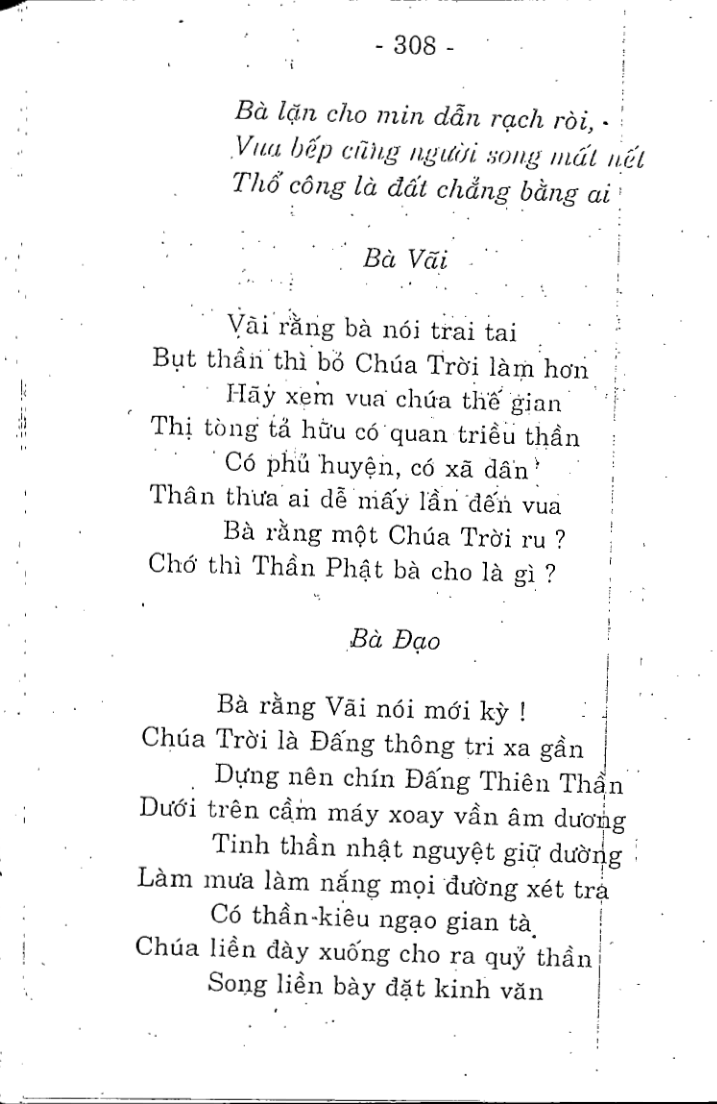 - 308 -
Bà lặn cho min dẫn rạch ròi,
Vua bếp cũng người song mất nết
Thổ công là đất chẳng bằng ai
Bà Vãi
Vãi rằng bà nói trai tai
Bụt thần thì bỏ Chúa Trời làm hơn
Hãy xem vua chúa thế gian
Thị tòng tả hữu có quan triều thần
Có phủ huyện, có xã dân
Thân thưa ai dễ mấy lần đến vua
Bà rằng một Chúa Trời ru ?
Chớ thì Thần Phật bà cho là gì ?
Bà Đạo
Bà rằng Vãi nói mới kỳ !
Chúa Trời là Đấng thông tri xa gần
Dựng nên chín Đấng Thiên Thần
Dưới trên cầm máy xoay vần âm dương
Tinh thần nhật nguyệt giữ dường
Làm mưa làm nắng mọi đường xét tra
Có thần-kiêu ngạo gian tà
Chúa liền đày xuống cho ra quỷ thần
Song liền bày đặt kinh văn